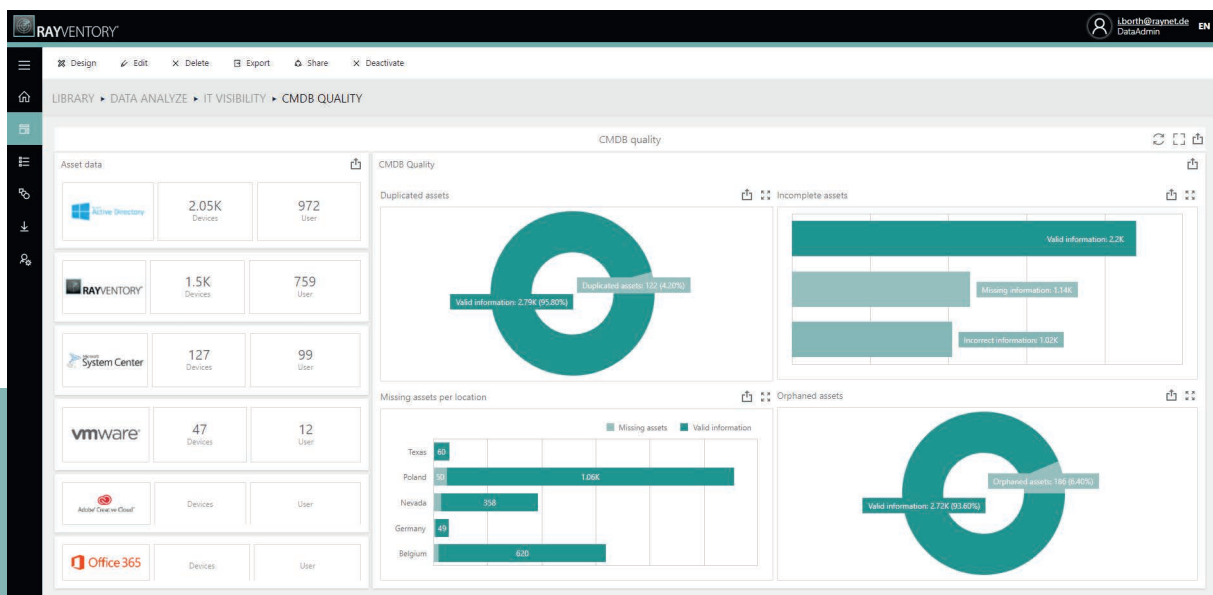 RAYVENTORY
i.borth@raynet.de
DataAdmin
EN
Design Edit Delete Export Share Deactivate
LIBRARY ▸ DATA ANALYZE ▸ IT VISIBILITY ▸ CMDB QUALITY
CMDB quality
Asset data
Active Directory
2.05K
Devices
972
User
RAYVENTORY
1.5K
Devices
759
User
Microsoft
System Center
127
Devices
99
User
vmware
47
Devices
12
User
Adobe Creative Cloud
Devices
User
Office 365
Devices
User
CMDB Quality
Duplicated assets
Duplicated assets: 122 (4.20%)
Valid information: 2.79K (95.80%)
Incomplete assets
Valid information: 2.2K
Missing information: 1.14K
Incorrect information: 1.02K
Missing assets per location
Missing assets Valid information
Texas 60
Poland 50 1.06K
Nevada 358
Germany 49
Belgium 620
Orphaned assets
Orphaned assets: 186 (6.40%)
Valid information: 2.72K (93.60%)